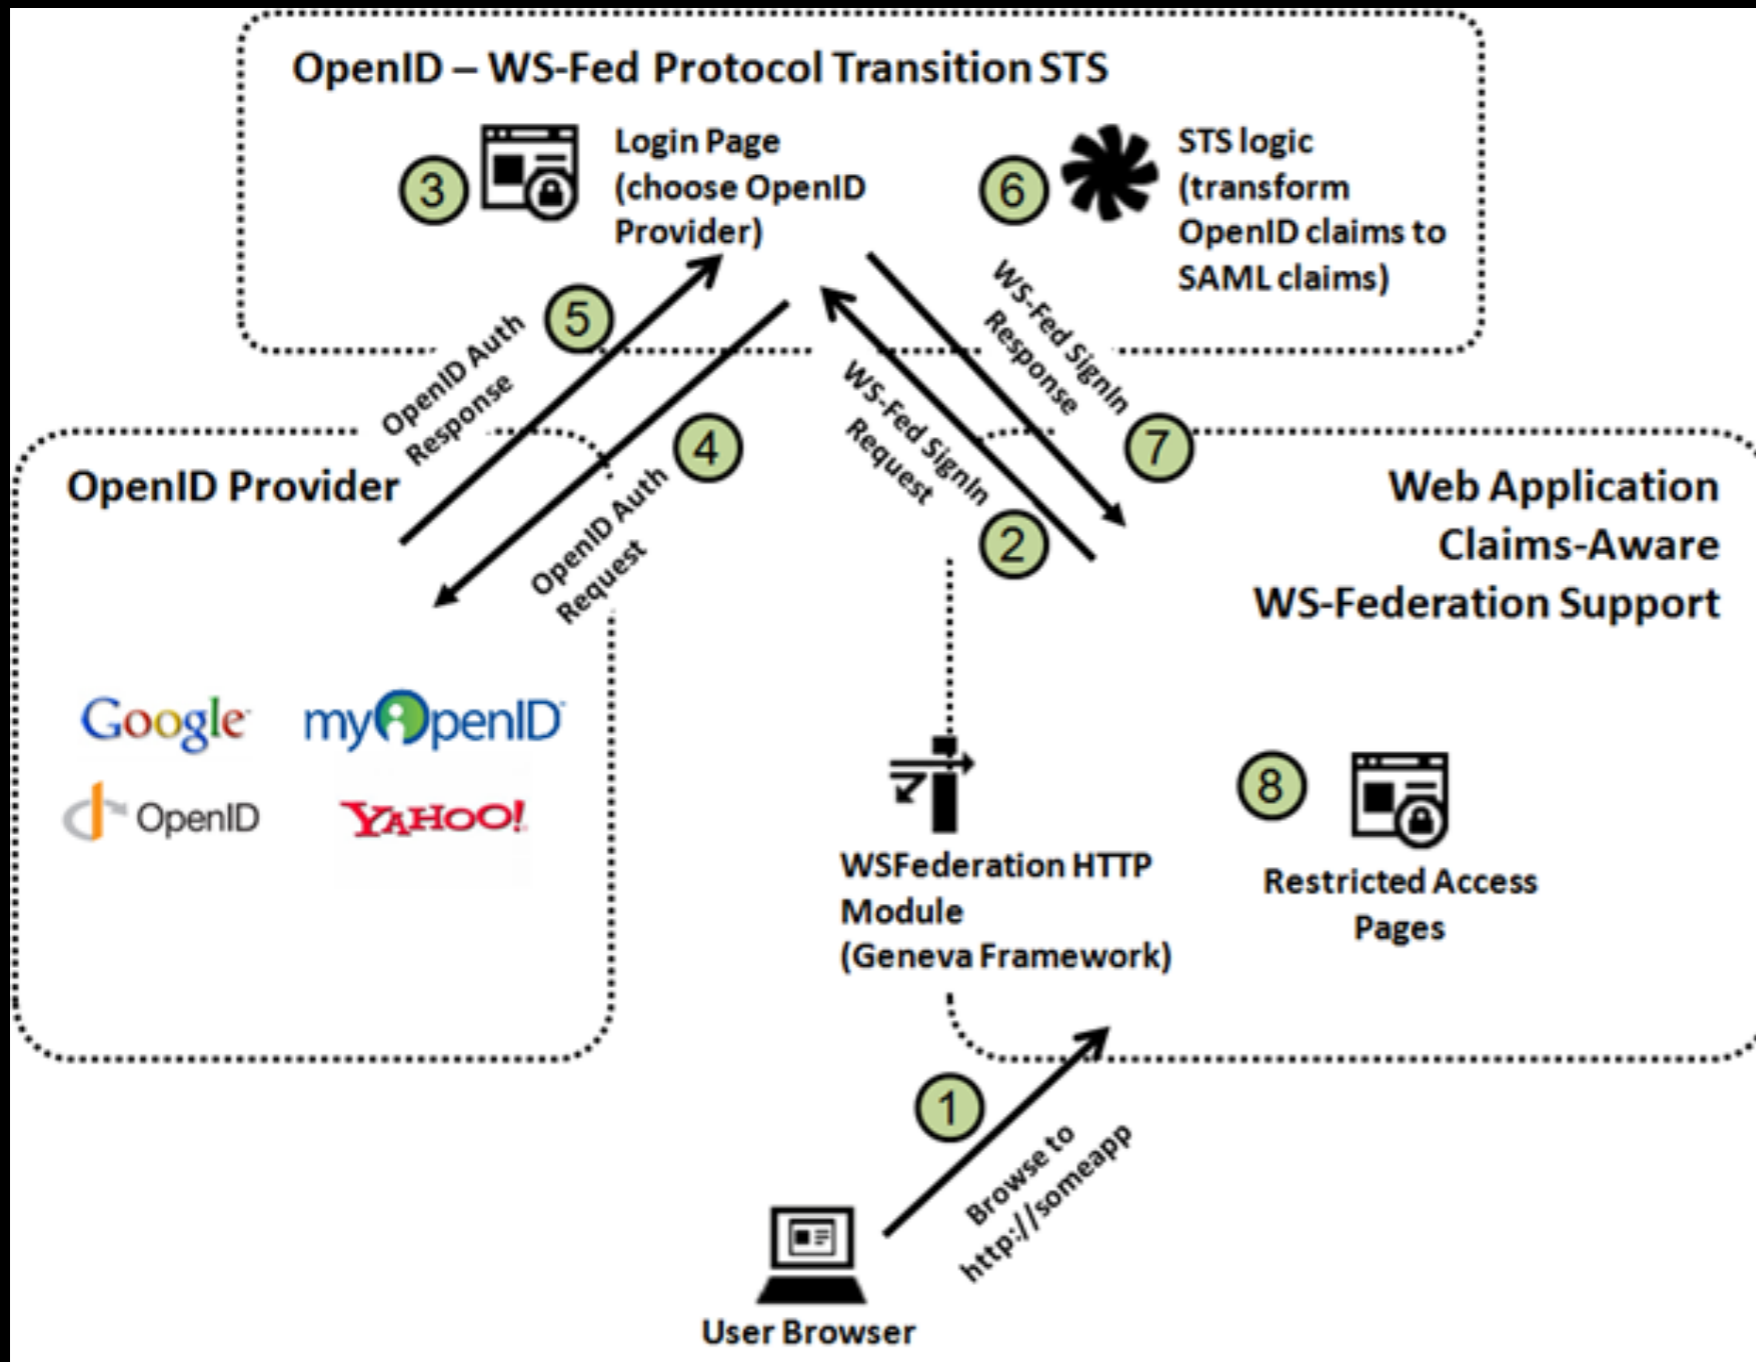 OpenID – WS-Fed Protocol Transition STS
3
Login Page
(choose OpenID
Provider)
6
STS logic
(transform
OpenID claims to
SAML claims)
5
OpenID Auth
Response
4
OpenID Auth
Request
WS-Fed SignIn
Request
2
WS-Fed SignIn
Response
7
OpenID Provider
Google
myOpenID
OpenID
YAHOO!
Web Application
Claims-Aware
WS-Federation Support
WSFederation HTTP
Module
(Geneva Framework)
8
Restricted Access
Pages
1
Browse to
http://someapp
User Browser